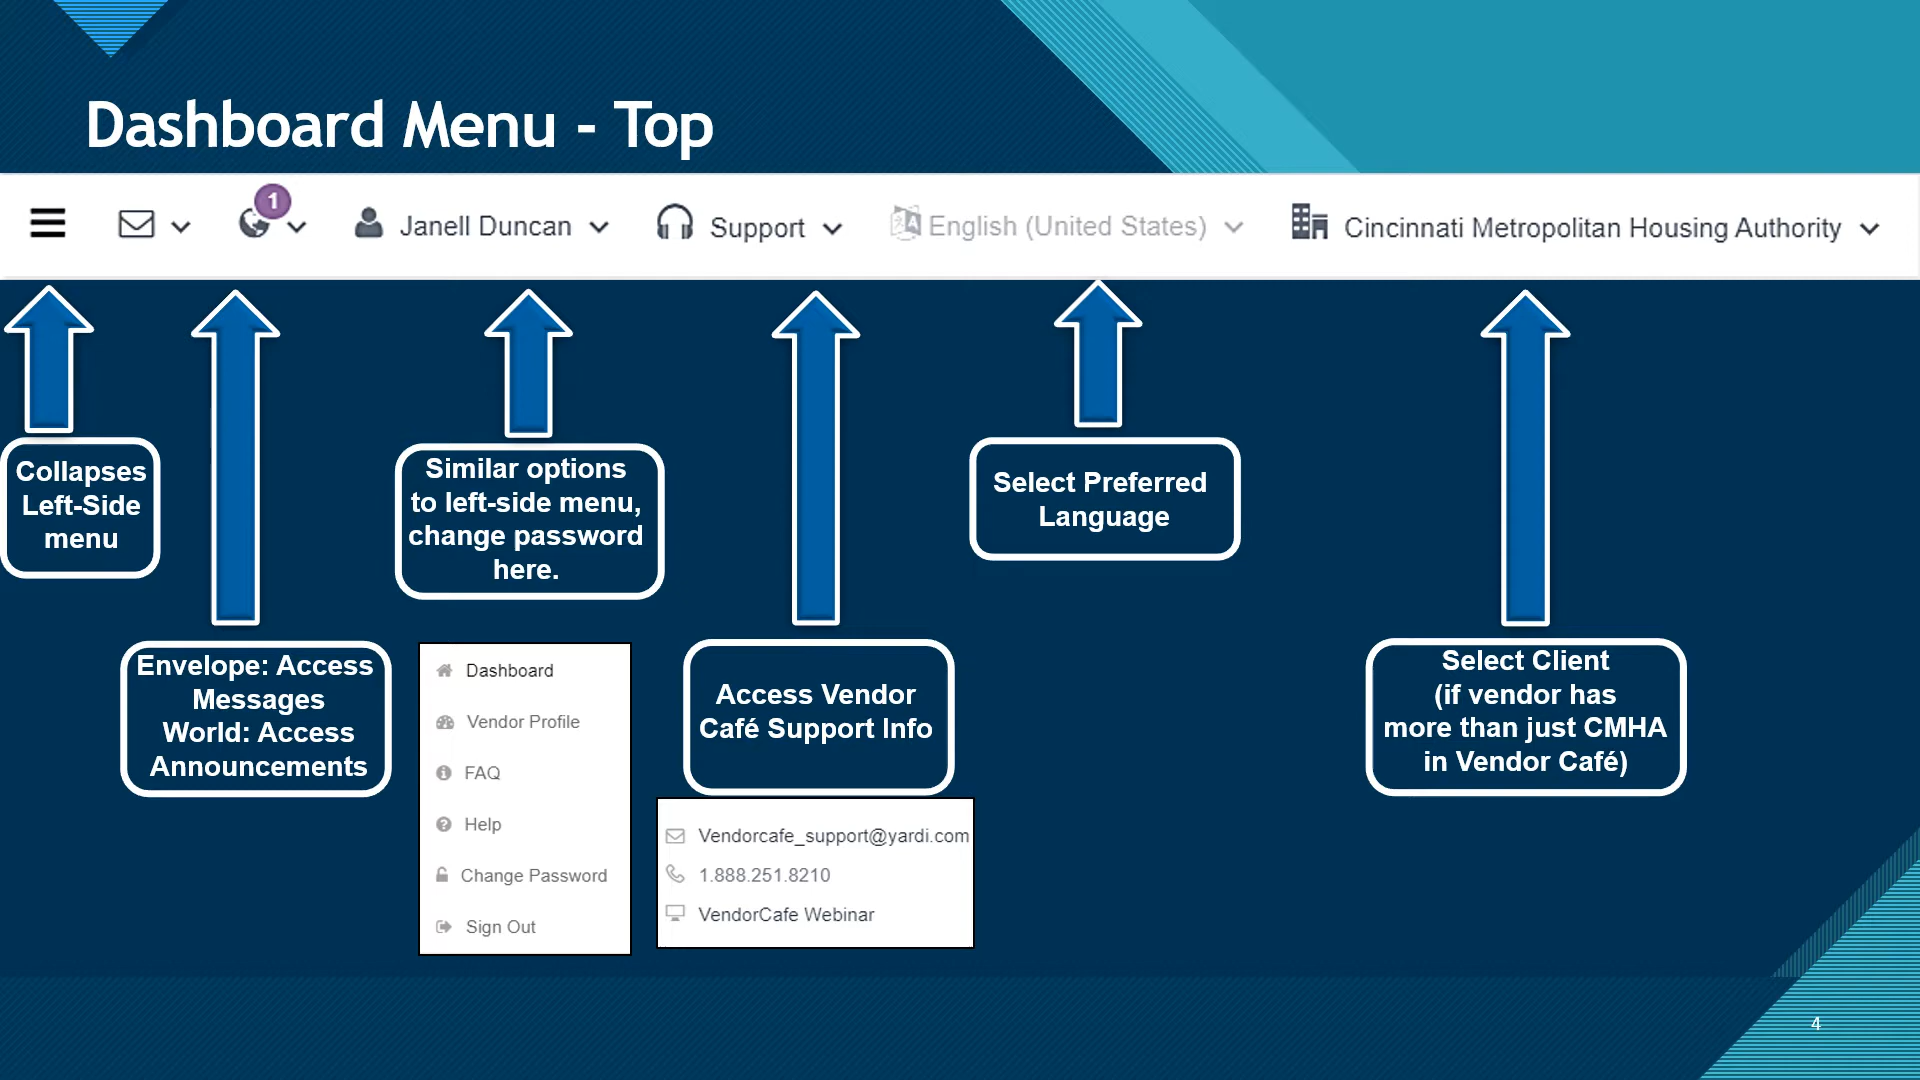 Dashboard Menu - Top
1
Janell Duncan
Support
English (United States)
Cincinnati Metropolitan Housing Authority
Collapses
Left-Side
menu
Envelope: Access
Messages
World: Access
Announcements
Similar options
to left-side menu,
change password
here.
Dashboard
Vendor Profile
FAQ
Help
Change Password
Sign Out
Access Vendor
Café Support Info
Vendorcafe_support@yardi.com
1.888.251.8210
VendorCafe Webinar
Select Preferred
Language
Select Client
(if vendor has
more than just CMHA
in Vendor Café)
4